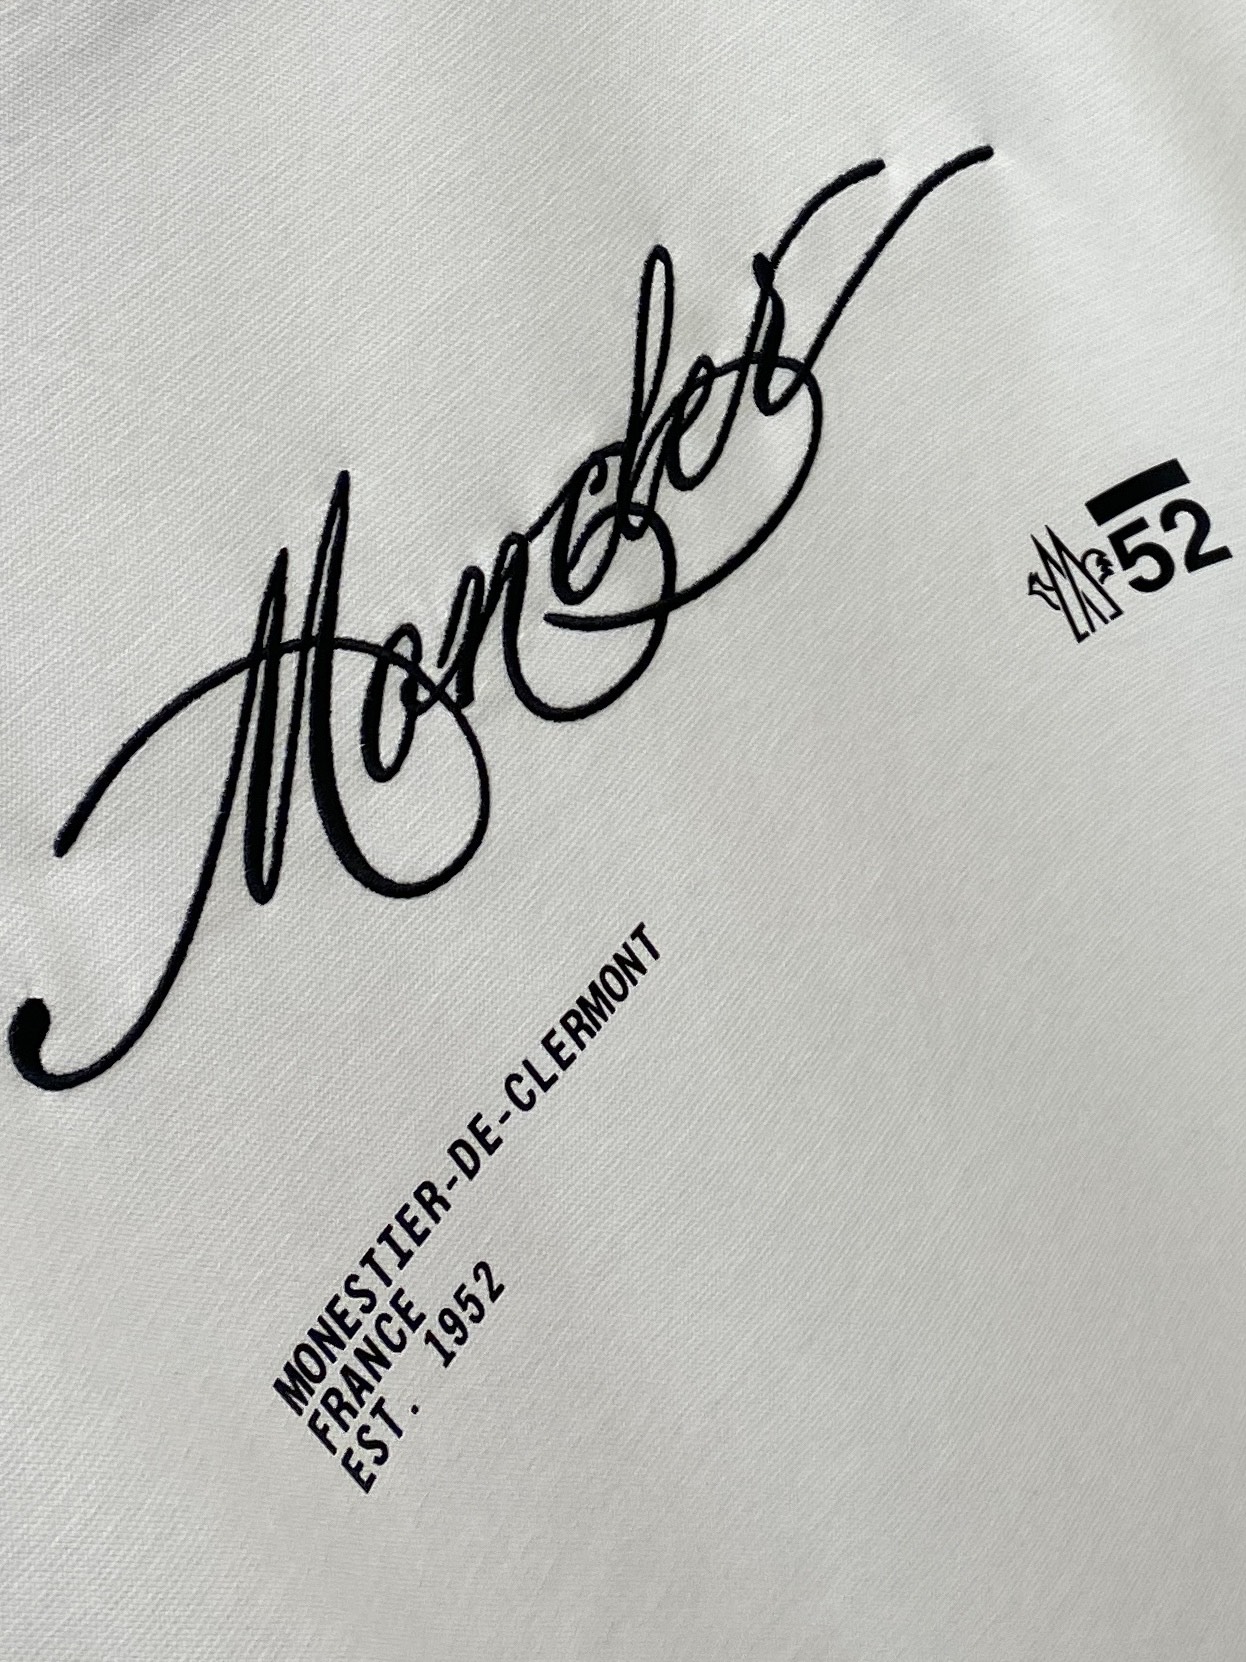 Moncler
M 52
MONESTIER-DE-CLERMONT
FRANCE
EST. 1952